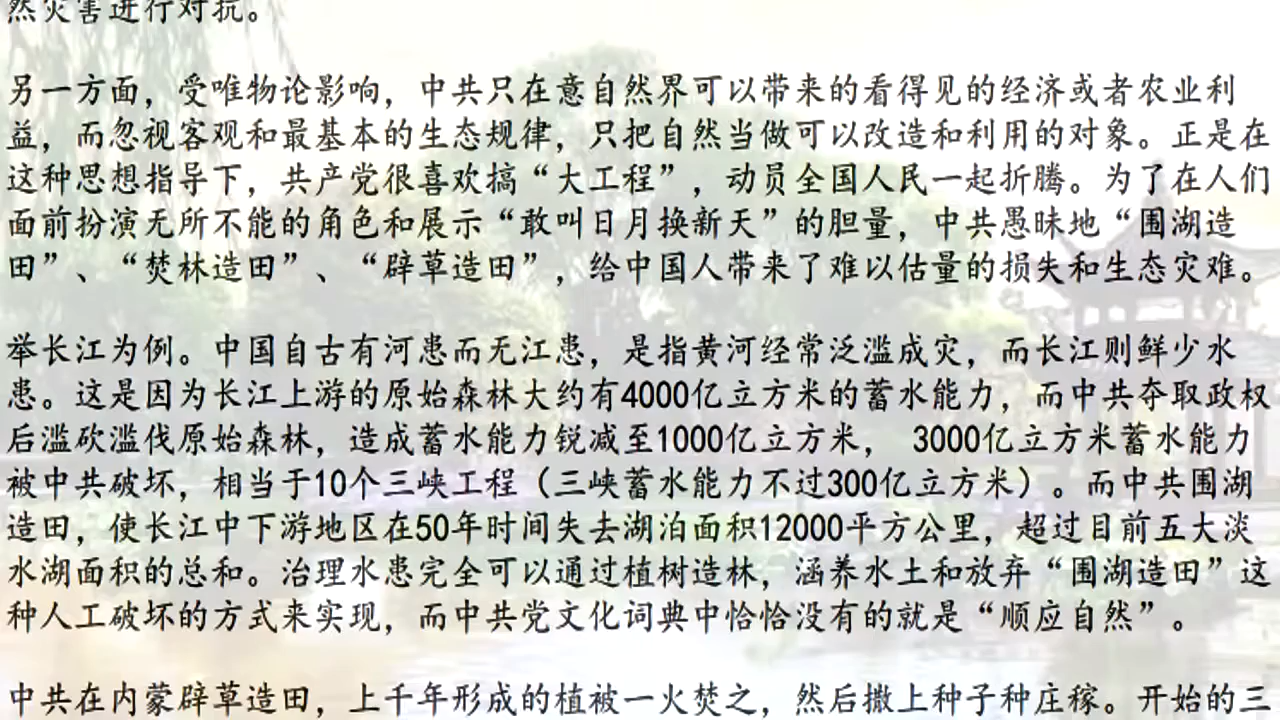 然灾害进行对抗。
另一方面，受唯物论影响，中共只在意自然界可以带来的看得见的经济或者农业利
益，而忽视客观和最基本的生态规律，只把自然当做可以改造和利用的对象。正是在
这种思想指导下，共产党很喜欢搞“大工程”，动员全国人民一起折腾。为了在人们
面前扮演无所不能的角色和展示“敢叫日月换新天”的胆量，中共愚昧地“围湖造
田”、“焚林造田”、“辟草造田”，给中国人带来了难以估量的损失和生态灾难。
举长江为例。中国自古有河患而无江患，是指黄河经常泛滥成灾，而长江则鲜少水
患。这是因为长江上游的原始森林大约有4000亿立方米的蓄水能力，而中共夺取政权
后滥砍滥伐原始森林，造成蓄水能力锐减至1000亿立方米， 3000亿立方米蓄水能力
被中共破坏，相当于10个三峡工程（三峡蓄水能力不过300亿立方米）。而中共围湖
造田，使长江中下游地区在50年时间失去湖泊面积12000平方公里，超过目前五大淡
水湖面积的总和。治理水患完全可以通过植树造林，涵养水土和放弃“围湖造田”这
种人工破坏的方式来实现，而中共党文化词典中恰恰没有的就是“顺应自然”。
中共在内蒙辟草造田，上千年形成的植被一火焚之，然后撒上种子种庄稼。开始的三